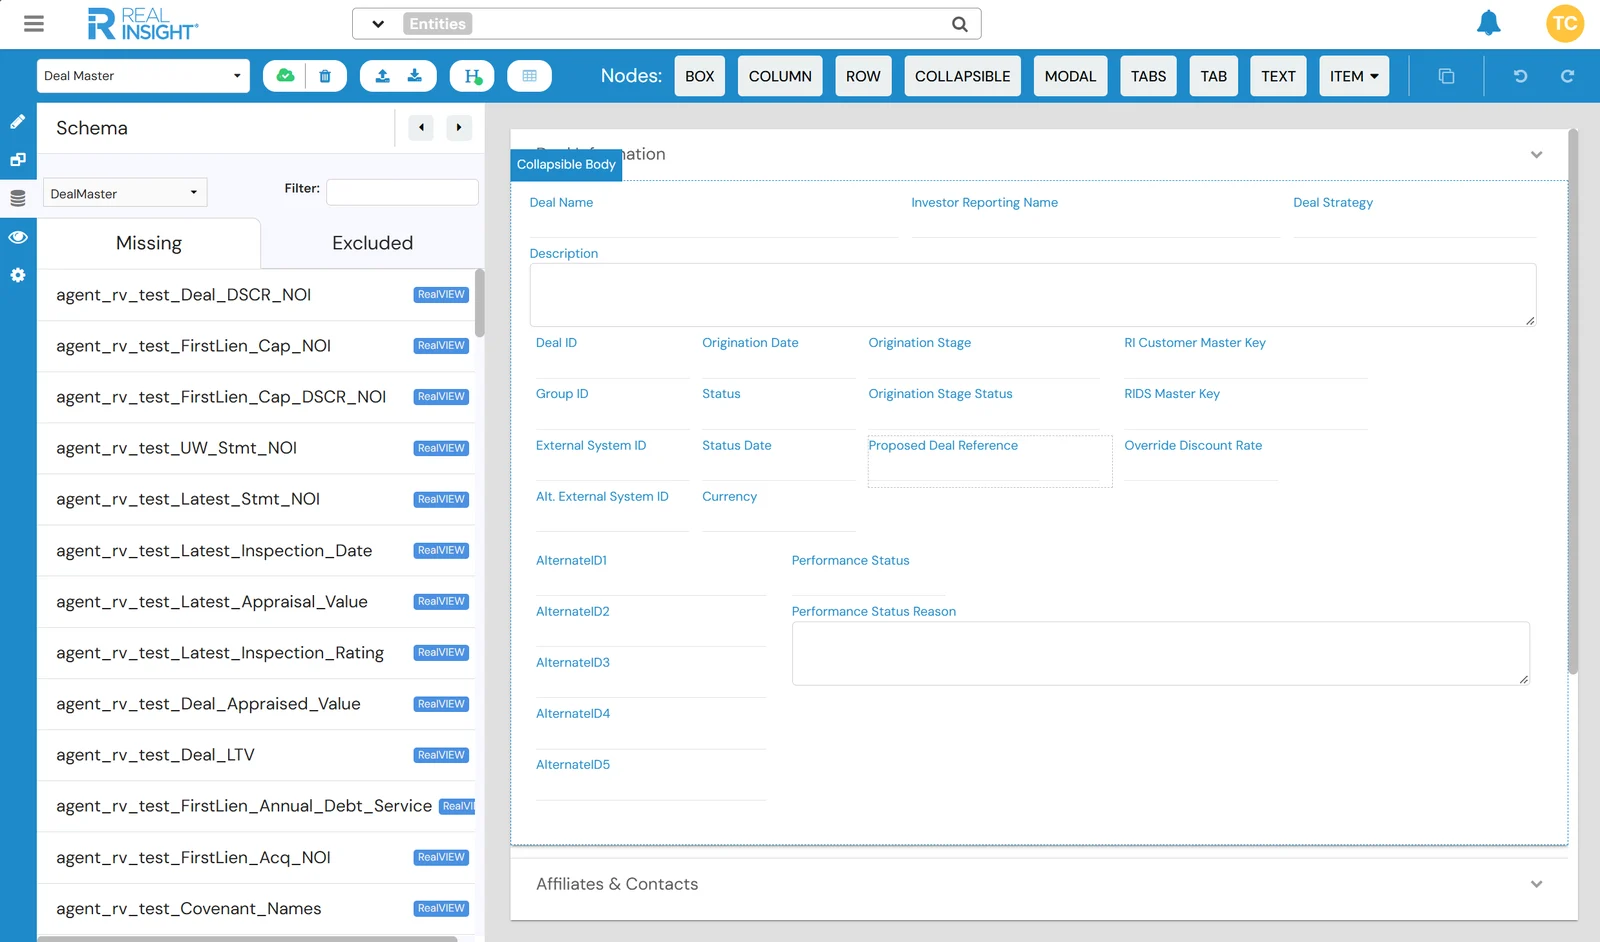 REAL INSIGHT®
Entities
TC
Deal Master
H
Nodes:
BOX
COLUMN
ROW
COLLAPSIBLE
MODAL
TABS
TAB
TEXT
ITEM
Schema
DealMaster
Filter:
Missing
Excluded
agent_rv_test_Deal_DSCR_NOI RealVIEW
agent_rv_test_FirstLien_Cap_NOI RealVIEW
agent_rv_test_FirstLien_Cap_DSCR_NOI RealVIEW
agent_rv_test_UW_Stmt_NOI RealVIEW
agent_rv_test_Latest_Stmt_NOI RealVIEW
agent_rv_test_Latest_Inspection_Date RealVIEW
agent_rv_test_Latest_Appraisal_Value RealVIEW
agent_rv_test_Latest_Inspection_Rating RealVIEW
agent_rv_test_Deal_Appraised_Value RealVIEW
agent_rv_test_Deal_LTV RealVIEW
agent_rv_test_FirstLien_Annual_Debt_Service
agent_rv_test_FirstLien_Acq_NOI RealVIEW
agent_rv_test_Covenant_Names RealVIEW
Collapsible Body
Deal Name
Investor Reporting Name
Deal Strategy
Description
Deal ID
Origination Date
Origination Stage
RI Customer Master Key
Group ID
Status
Origination Stage Status
RIDS Master Key
External System ID
Status Date
Proposed Deal Reference
Override Discount Rate
Alt. External System ID
Currency
AlternateID1
Performance Status
AlternateID2
Performance Status Reason
AlternateID3
AlternateID4
AlternateID5
Affiliates & Contacts